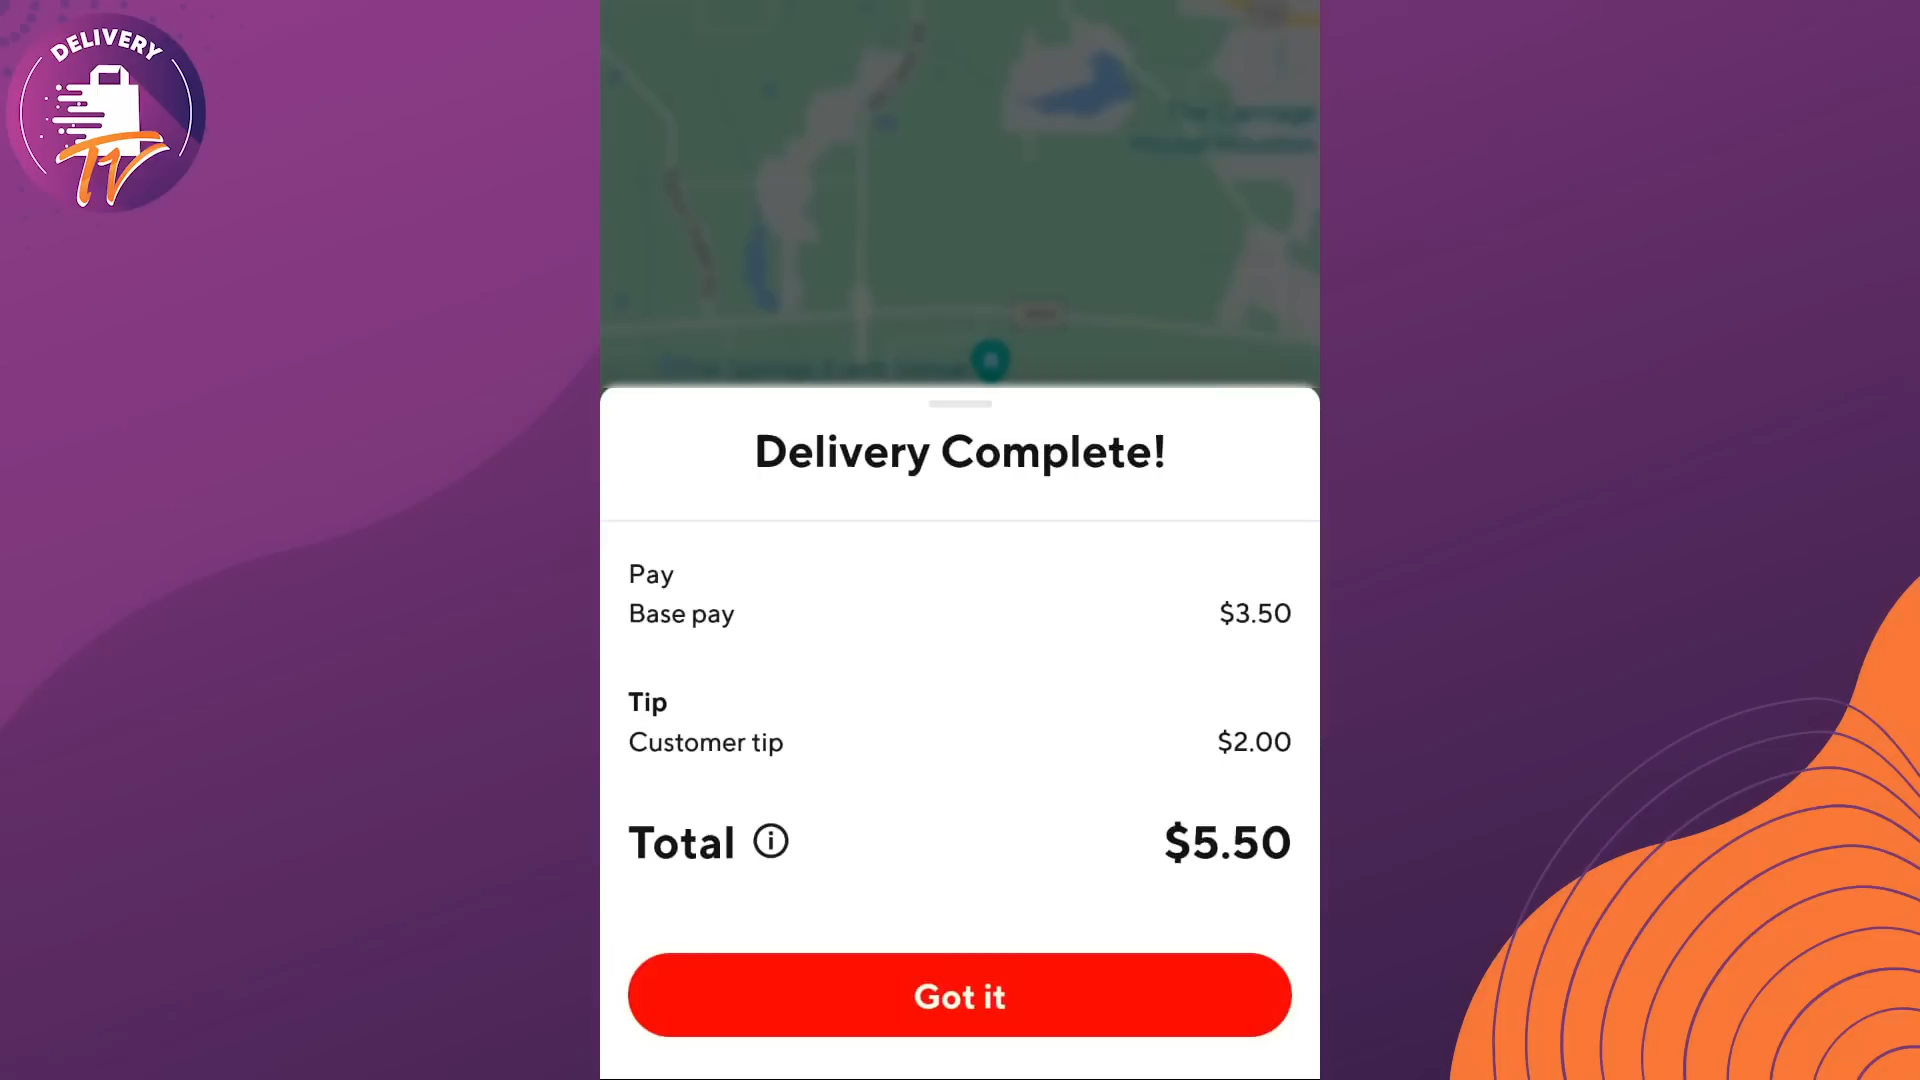 DELIVERY
TV
Delivery Complete!
Pay
Base pay $3.50
Tip
Customer tip $2.00
Total $5.50
Got it